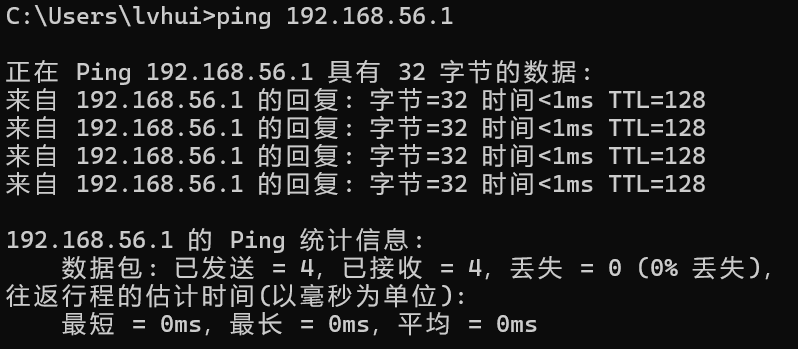 C:\Users\lvhui>ping 192.168.56.1
正在 Ping 192.168.56.1 具有 32 字节的数据:
来自 192.168.56.1 的回复: 字节=32 时间<1ms TTL=128
来自 192.168.56.1 的回复: 字节=32 时间<1ms TTL=128
来自 192.168.56.1 的回复: 字节=32 时间<1ms TTL=128
来自 192.168.56.1 的回复: 字节=32 时间<1ms TTL=128
192.168.56.1 的 Ping 统计信息:
    数据包: 已发送 = 4，已接收 = 4，丢失 = 0 (0% 丢失)，
往返行程的估计时间(以毫秒为单位):
    最短 = 0ms，最长 = 0ms，平均 = 0ms